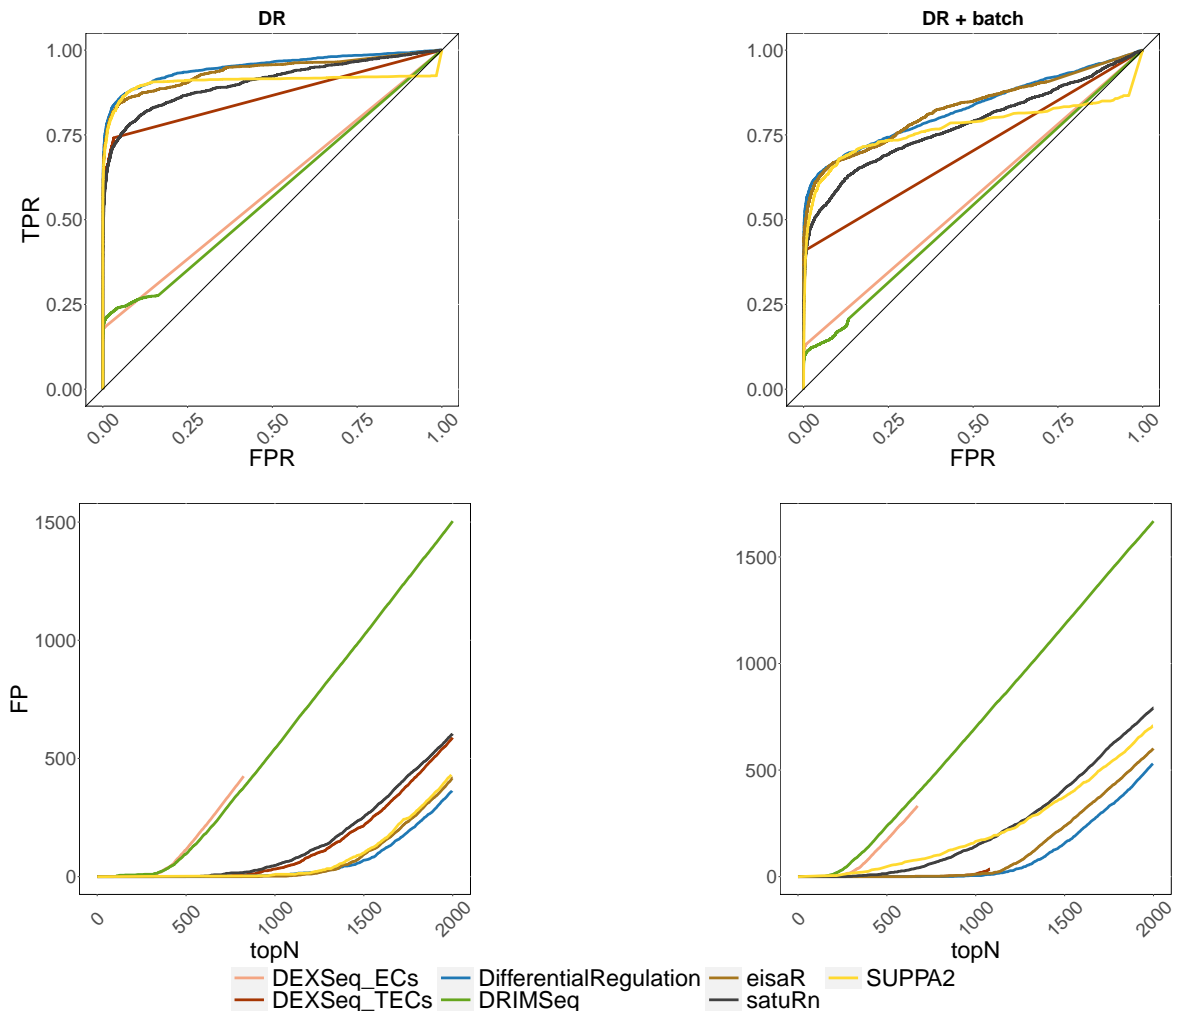 DR
DR + batch
1.00
0.75
0.50
0.25
0.00
TPR
0.00
0.25
0.50
0.75
1.00
FPR
1.00
0.75
0.50
0.25
0.00
0.00
0.25
0.50
0.75
1.00
FPR
1500
1000
500
0
FP
0
500
1000
1500
2000
topN
1500
1000
500
0
0
500
1000
1500
2000
topN
DEXSeq_ECs
DifferentialRegulation
eisaR
SUPPA2
DEXSeq_TECs
DRIMSeq
satuRn